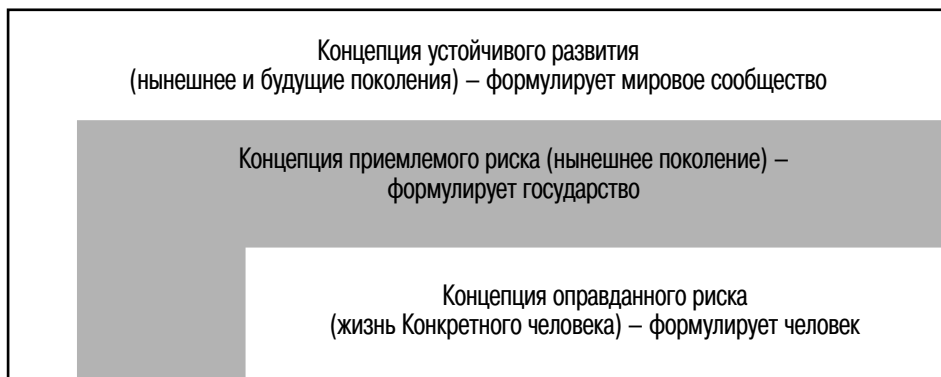 Концепция устойчивого развития
(нынешнее и будущие поколения) – формулирует мировое сообщество
Концепция приемлемого риска (нынешнее поколение) –
формулирует государство
Концепция оправданного риска
(жизнь Конкретного человека) – формулирует человек